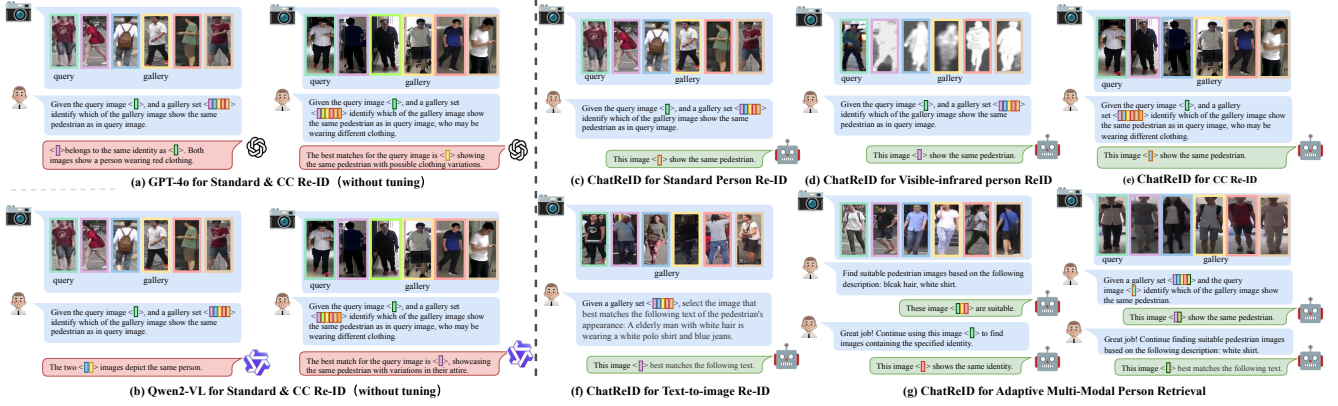 query
gallery
Given the query image < >, and a gallery set < >
identify which of the gallery image show the same
pedestrian as in query image.
< >belongs to the same identity as < >. Both
images show a person wearing red clothing.
query
gallery
Given the query image < >, and a gallery set
< > identify which of the gallery image show
the same pedestrian as in query image, who may be
wearing different clothing.
The best matches for the query image is < > showing
the same pedestrian with possible clothing variations.
(a) GPT-4o for Standard & CC Re-ID（without tuning）
query
gallery
Given the query image < >, and a gallery set < >
identify which of the gallery image show the same
pedestrian as in query image.
The two < > images depict the same person.
query
gallery
Given the query image < >, and a gallery set
< > identify which of the gallery image show
the same pedestrian as in query image, who may be
wearing different clothing.
The best match for the query image is < >, showcasing
the same pedestrian with variations in their attire.
(b) Qwen2-VL for Standard & CC Re-ID（without tuning）
query
gallery
Given the query image < >, and a gallery set < >
identify which of the gallery image show the same
pedestrian as in query image.
This image < > show the same pedestrian.
(c) ChatReID for Standard Person Re-ID
query
gallery
Given the query image < >, and a gallery set < >
identify which of the gallery image show the same
pedestrian as in query image.
This image < > show the same pedestrian.
(d) ChatReID for Visible-infrared person ReID
query
gallery
Given the query image < >, and a gallery
set < > identify which of the gallery image show
the same pedestrian as in query image, who may be
wearing different clothing.
This image < > show the same pedestrian.
(e) ChatReID for CC Re-ID
gallery
Given a gallery set < >, select the image that
best matches the following text of the pedestrian's
appearance: A elderly man with white hair is
wearing a white polo shirt and blue jeans.
This image < > best matches the following text.
(f) ChatReID for Text-to-image Re-ID
Find suitable pedestrian images based on the following
description: blcak hair, white shirt.
These image < > are suitable.
Great job! Continue using this image < > to find
images containing the specified identity.
This image < > shows the same identity.
query
gallery
Given a gallery set < > and the query
image < > identify which of the gallery image show
the same pedestrian.
This image < > show the same pedestrian.
Great job! Continue finding suitable pedestrian images
based on the following description: white shirt.
This image < > best matches the following text.
(g) ChatReID for Adaptive Multi-Modal Person Retrieval